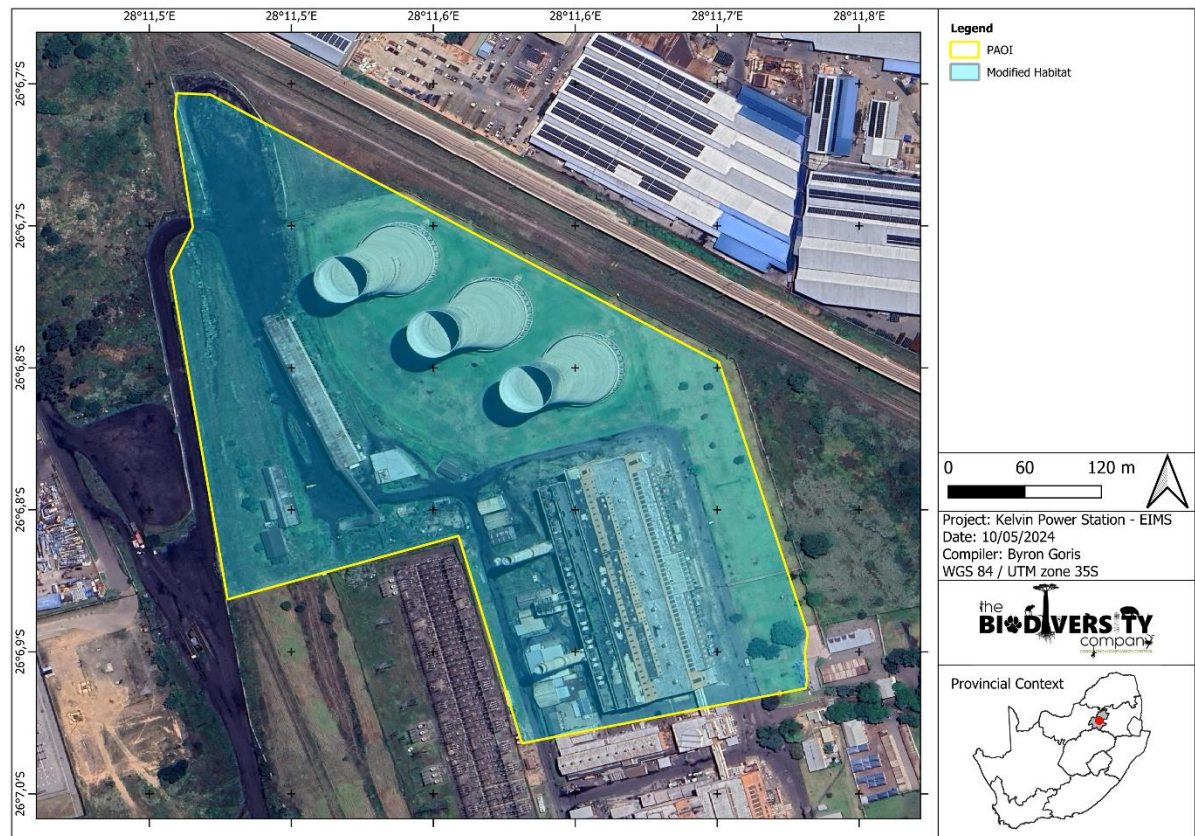 28°11,5'E 28°11,5'E 28°11,6'E 28°11,6'E 28°11,7'E 28°11,8'E
26°6,7'S
26°6,7'S
26°6,8'S
26°6,8'S
26°6,9'S
26°7,0'S
Legend
PAOI
Modified Habitat
0 60 120 m
Project: Kelvin Power Station - EIMS
Date: 10/05/2024
Compiler: Byron Goris
WGS 84 / UTM zone 35S
the
BIODIVERSITY
company
Provincial Context